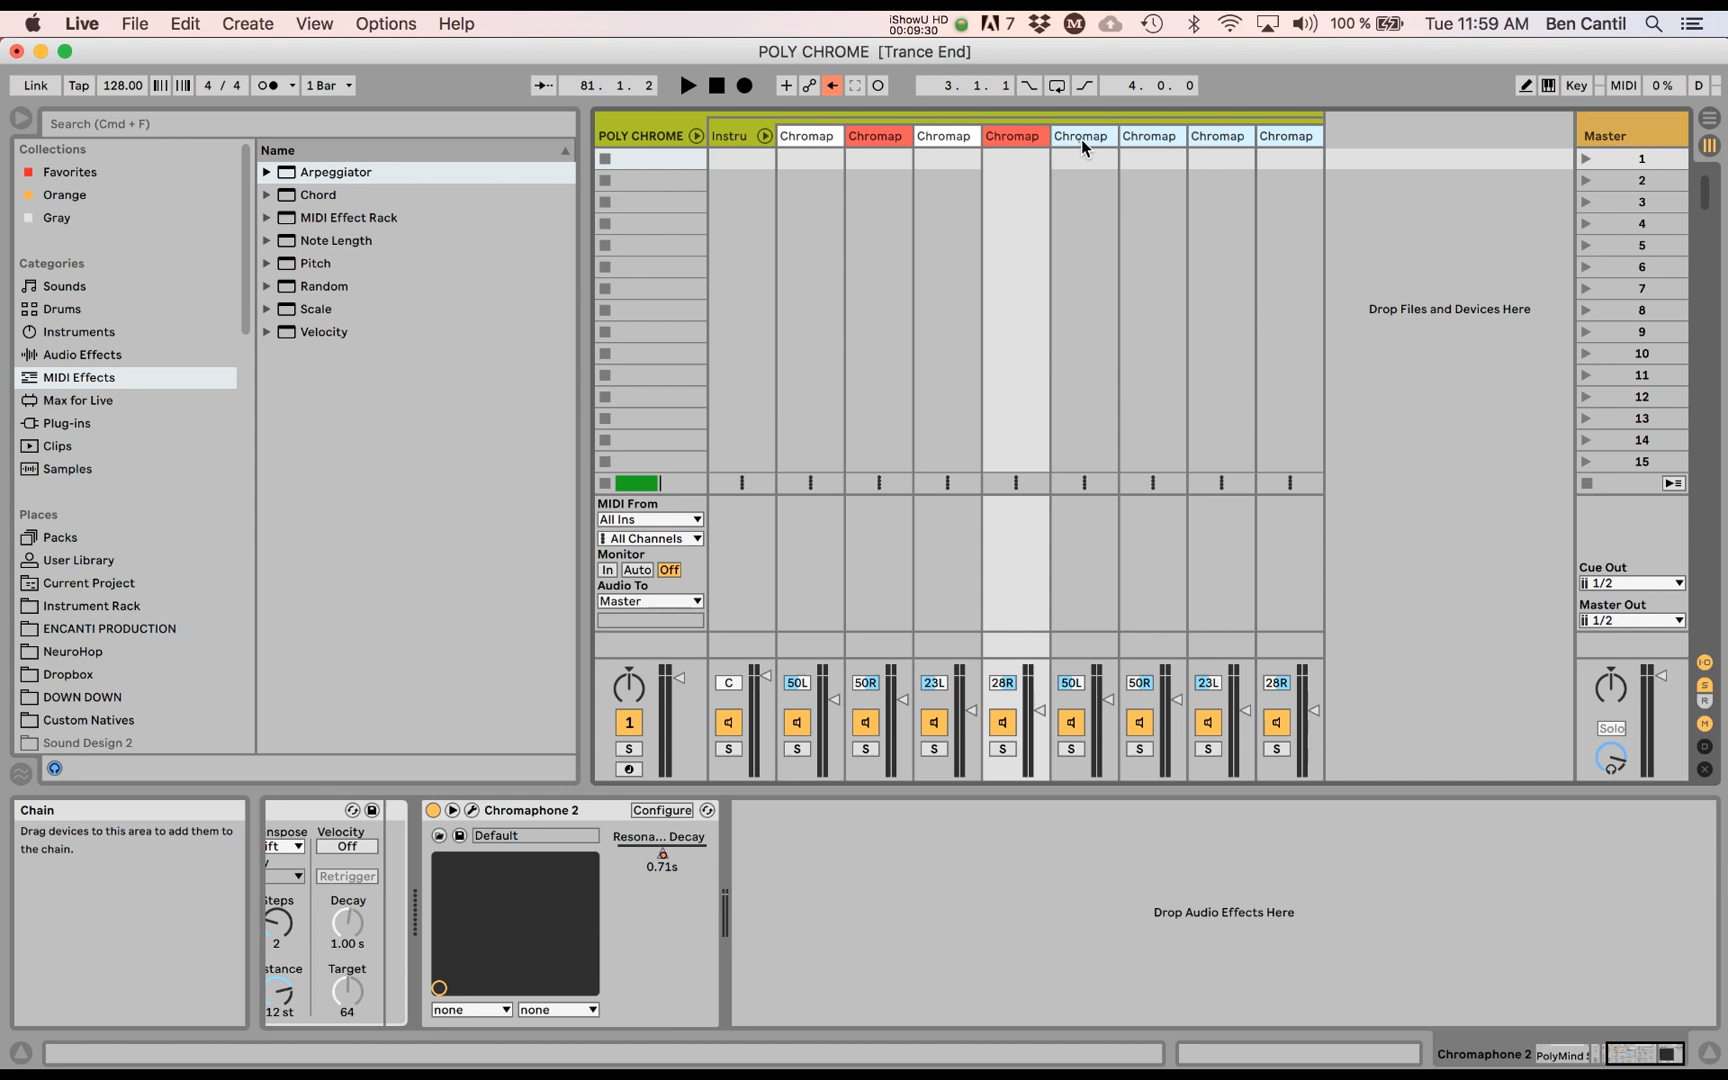 Live File Edit Create View Options Help iShowU HD 00:09:30 7 100 % Tue 11:59 AM Ben Cantil
POLY CHROME [Trance End]
Link Tap 128.00 4 / 4 1 Bar 81. 1. 2 3. 1. 1 4. 0. 0 Key MIDI 0 % D
Search (Cmd + F)
Collections
Favorites
Orange
Gray
Categories
Sounds
Drums
Instruments
Audio Effects
MIDI Effects
Max for Live
Plug-ins
Clips
Samples
Places
Packs
User Library
Current Project
Instrument Rack
ENCANTI PRODUCTION
NeuroHop
Dropbox
DOWN DOWN
Custom Natives
Sound Design 2
Name
Arpeggiator
Chord
MIDI Effect Rack
Note Length
Pitch
Random
Scale
Velocity
POLY CHROME Instru Chromap Chromap Chromap Chromap Chromap Chromap Chromap Chromap Master
1
2
3
4
5
6
7
8
9
10
11
12
13
14
15
Drop Files and Devices Here
MIDI From
All Ins
All Channels
Monitor
In Auto Off
Audio To
Master
Cue Out
1/2
Master Out
1/2
C 50L 50R 23L 28R 50L 50R 23L 28R
1
S S S S S S S S S
Solo
I·O
S
R
M
D
X
Chain
Drag devices to this area to add them to
the chain.
nspose Velocity
ift Off
Retrigger
Steps Decay
2 1.00 s
stance Target
12 st 64
Chromaphone 2 Configure
Default
Resona... Decay
0.71s
none none
Drop Audio Effects Here
Chromaphone 2 PolyMind S